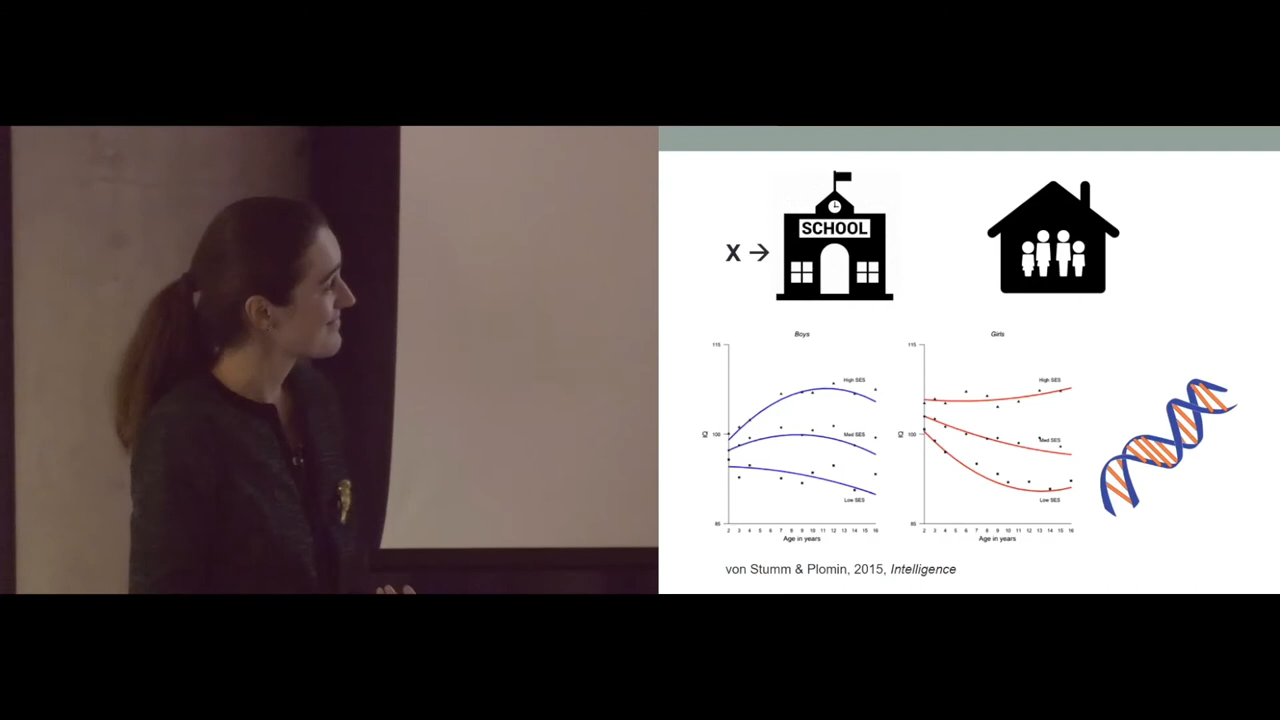 SCHOOL
X →
Boys
115
100
85
IQ
High SES
Med SES
Low SES
2 3 4 5 6 7 8 9 10 11 12 13 14 15 16
Age in years
Girls
115
100
85
IQ
High SES
Med SES
Low SES
2 3 4 5 6 7 8 9 10 11 12 13 14 15 16
Age in years
von Stumm & Plomin, 2015, Intelligence